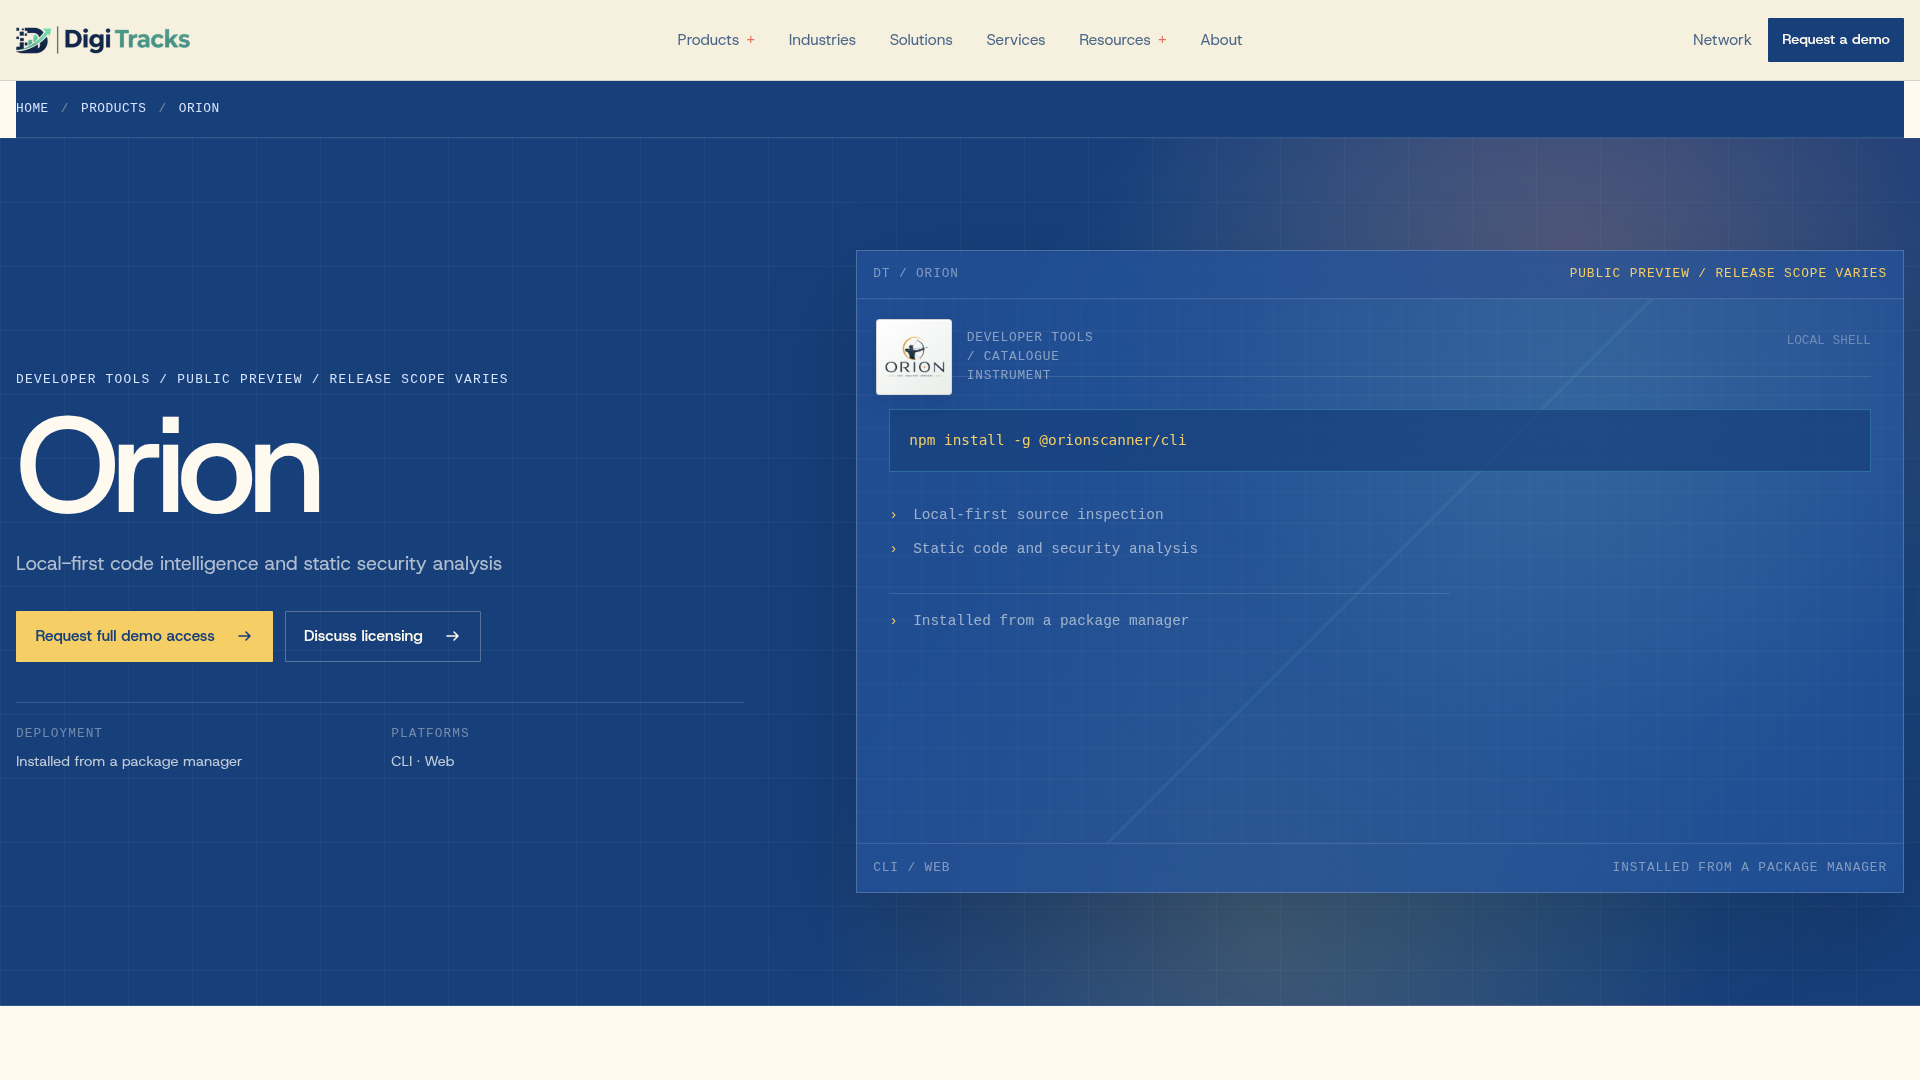 Digi Tracks
Products +
Industries
Solutions
Services
Resources +
About
Network
Request a demo
HOME / PRODUCTS / ORION
DEVELOPER TOOLS / PUBLIC PREVIEW / RELEASE SCOPE VARIES
Orion
Local-first code intelligence and static security analysis
Request full demo access →
Discuss licensing →
DEPLOYMENT
Installed from a package manager
PLATFORMS
CLI · Web
DT / ORION
PUBLIC PREVIEW / RELEASE SCOPE VARIES
ORION
DEVELOPER TOOLS
/ CATALOGUE
INSTRUMENT
LOCAL SHELL
npm install -g @orionscanner/cli
› Local-first source inspection
› Static code and security analysis
› Installed from a package manager
CLI / WEB
INSTALLED FROM A PACKAGE MANAGER